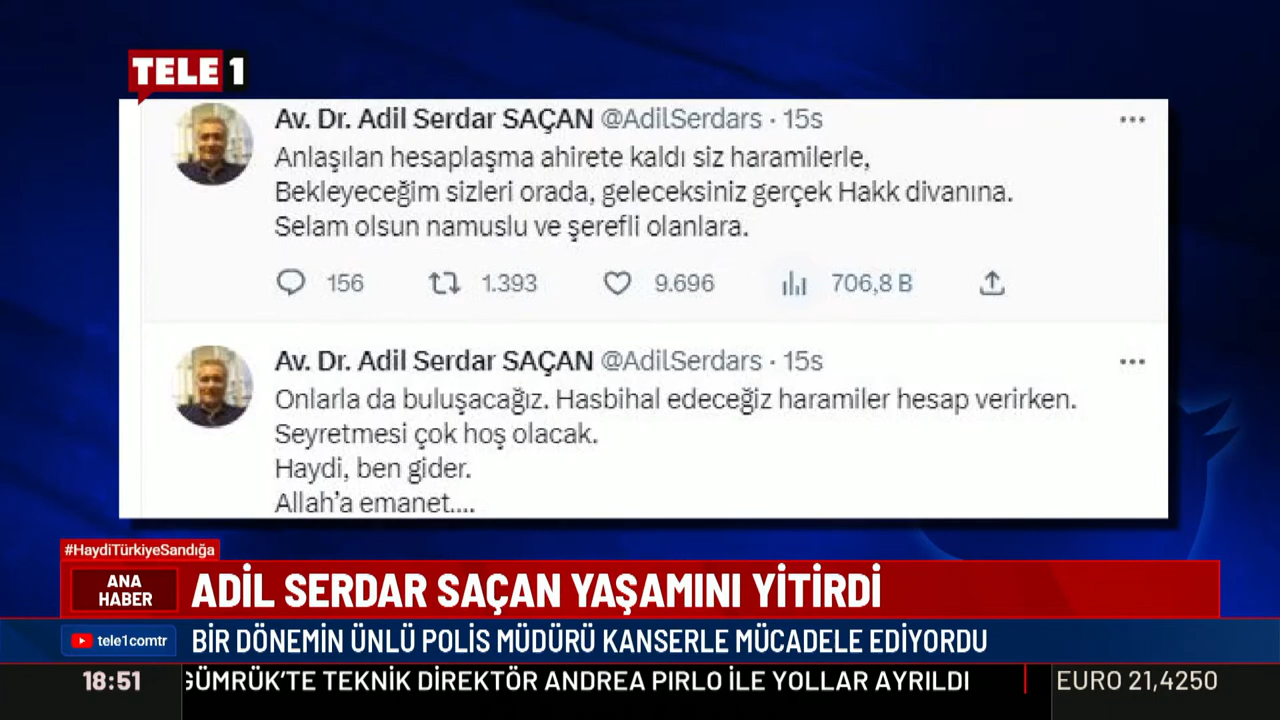 TELE 1
Av. Dr. Adil Serdar SAÇAN @AdilSerdars · 15s
Anlaşılan hesaplaşma ahirete kaldı siz haramilerle,
Bekleyeceğim sizleri orada, geleceksiniz gerçek Hakk divanına.
Selam olsun namuslu ve şerefli olanlara.
156 1.393 9.696 706,8 B
Av. Dr. Adil Serdar SAÇAN @AdilSerdars · 15s
Onlarla da buluşacağız. Hasbihal edeceğiz haramiler hesap verirken.
Seyretmesi çok hoş olacak.
Haydi, ben gider.
Allah’a emanet....
#HaydiTürkiyeSandığa
ANA
HABER
ADİL SERDAR SAÇAN YAŞAMINI YİTİRDİ
tele1comtr
BİR DÖNEMİN ÜNLÜ POLİS MÜDÜRÜ KANSERLE MÜCADELE EDİYORDU
18:51
GÜMRÜK’TE TEKNİK DİREKTÖR ANDREA PIRLO İLE YOLLAR AYRILDI
EURO 21,4250